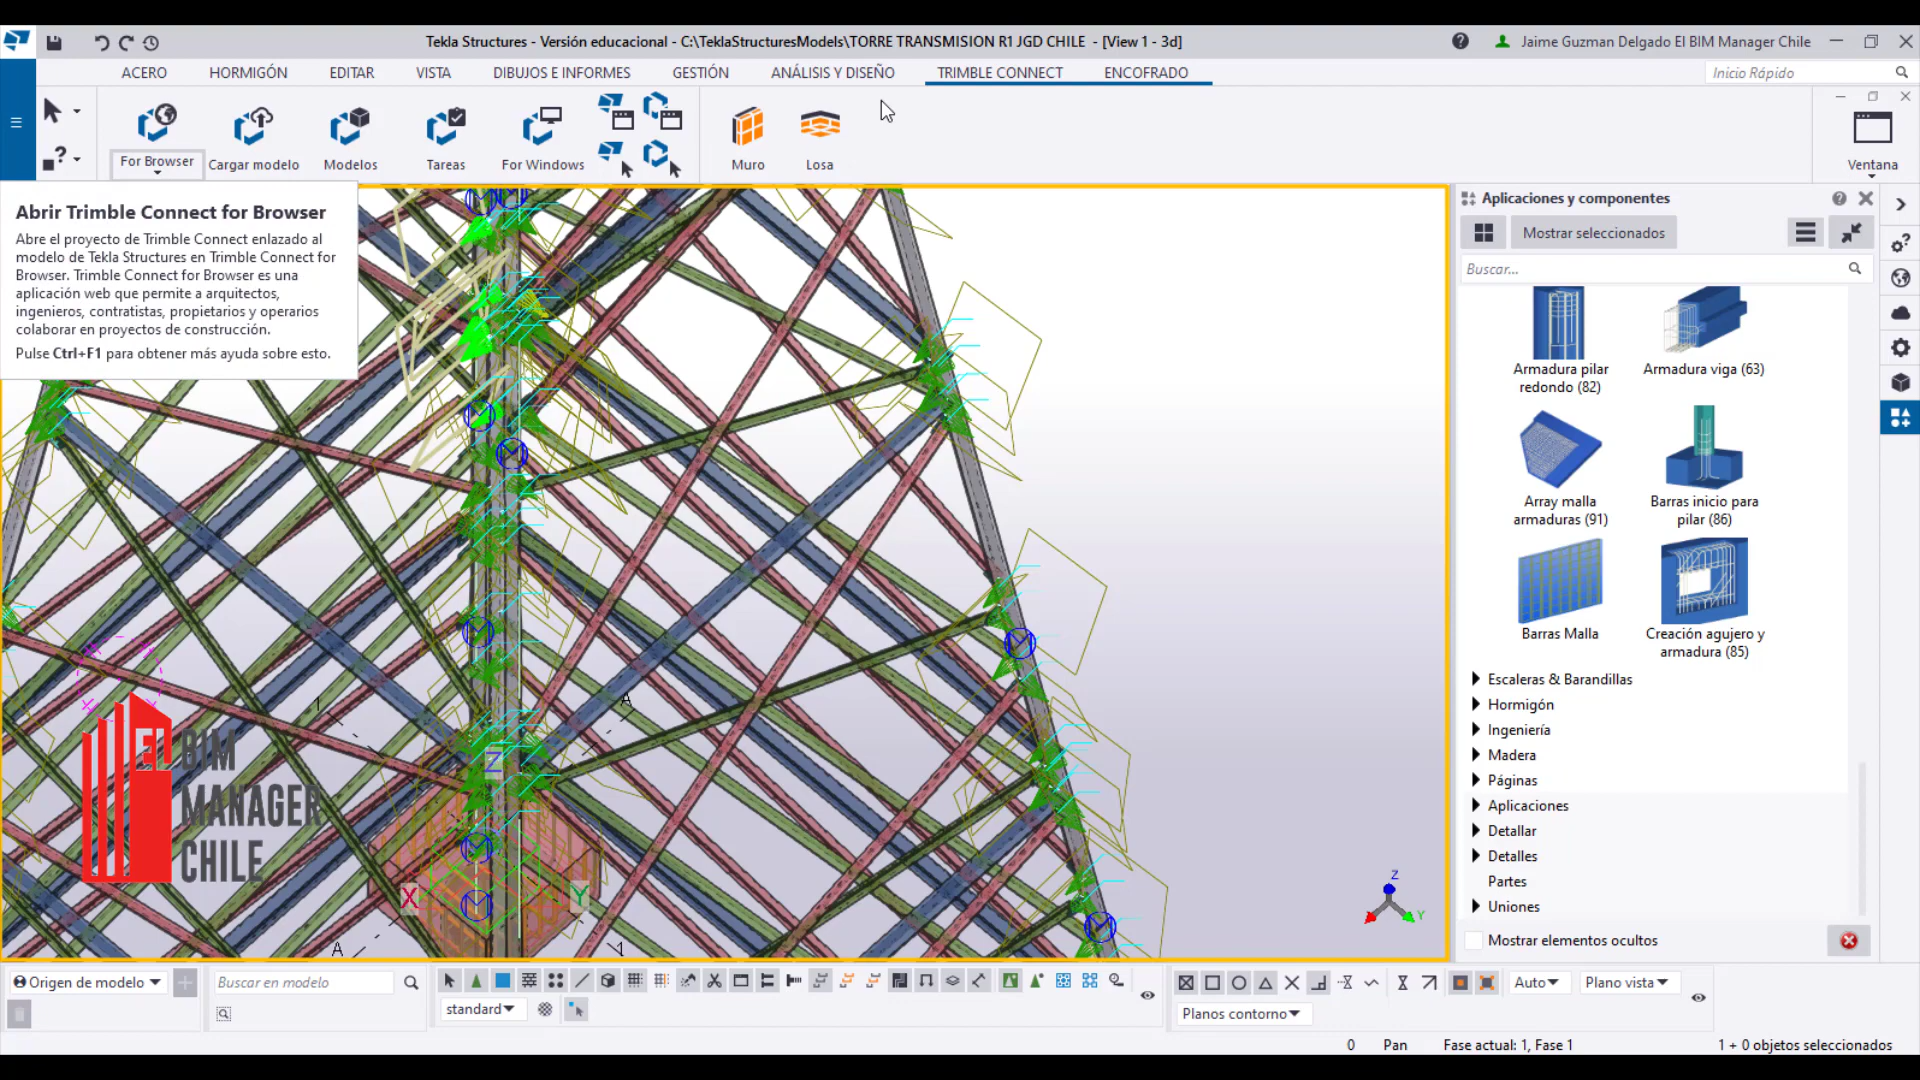 Tekla Structures - Versión educacional - C:\TeklaStructuresModels\TORRE TRANSMISION R1 JGD CHILE - [View 1 - 3d]
Jaime Guzman Delgado El BIM Manager Chile
ACERO
HORMIGÓN
EDITAR
VISTA
DIBUJOS E INFORMES
GESTIÓN
ANÁLISIS Y DISEÑO
TRIMBLE CONNECT
ENCOFRADO
Inicio Rápido
For Browser
Cargar modelo
Modelos
Tareas
For Windows
Muro
Losa
Ventana
Abrir Trimble Connect for Browser
Abre el proyecto de Trimble Connect enlazado al
modelo de Tekla Structures en Trimble Connect for
Browser. Trimble Connect for Browser es una
aplicación web que permite a arquitectos,
ingenieros, contratistas, propietarios y operarios
colaborar en proyectos de construcción.
Pulse Ctrl+F1 para obtener más ayuda sobre esto.
Aplicaciones y componentes
Mostrar seleccionados
Buscar...
Armadura pilar
redondo (82)
Armadura viga (63)
Array malla
armaduras (91)
Barras inicio para
pilar (86)
Barras Malla
Creación agujero y
armadura (85)
Escaleras & Barandillas
Hormigón
Ingeniería
Madera
Páginas
Aplicaciones
Detallar
Detalles
Partes
Uniones
Mostrar elementos ocultos
1
A
Z
X
Y
A
1
Z
Y
EL BIM
MANAGER
CHILE
Origen de modelo
Buscar en modelo
standard
Auto
Plano vista
Planos contorno
0
Pan
Fase actual: 1, Fase 1
1 + 0 objetos seleccionados